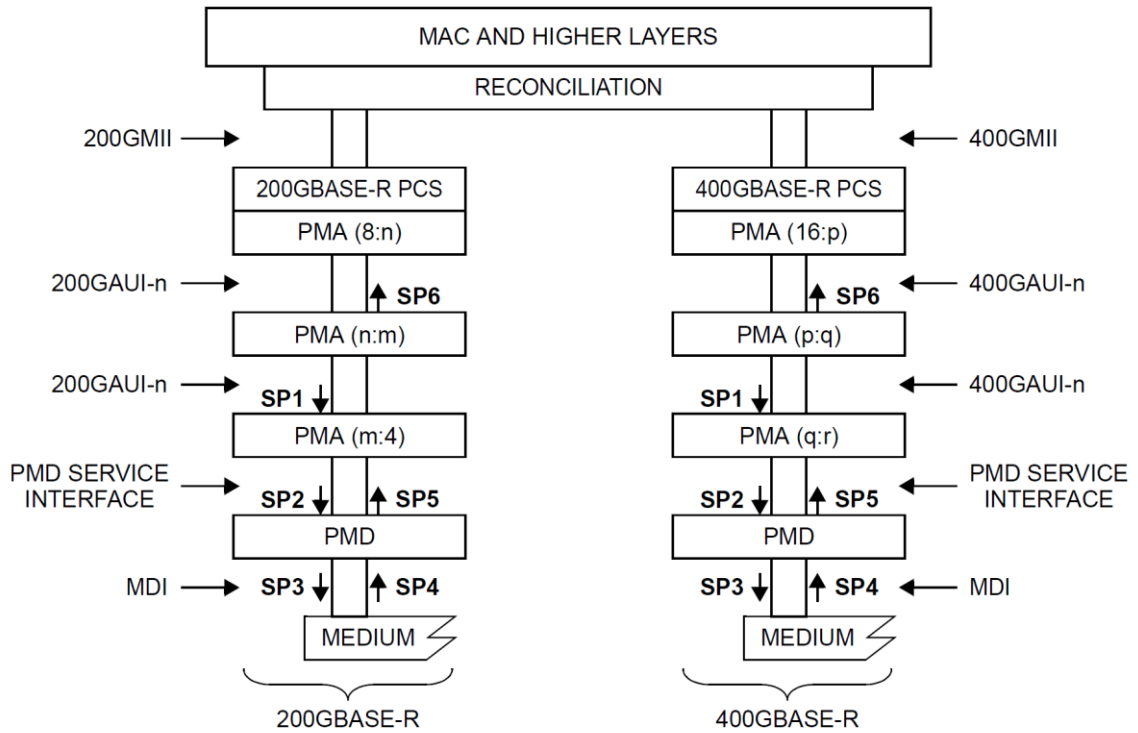 MAC AND HIGHER LAYERS
RECONCILIATION
200GMII
400GMII
200GBASE-R PCS
400GBASE-R PCS
PMA (8:n)
PMA (16:p)
200GAUI-n
SP6
SP6
400GAUI-n
PMA (n:m)
PMA (p:q)
200GAUI-n
SP1
SP1
400GAUI-n
PMA (m:4)
PMA (q:r)
PMD SERVICE
INTERFACE
SP2
SP5
SP2
SP5
PMD SERVICE
INTERFACE
PMD
PMD
MDI
SP3
SP4
SP3
SP4
MDI
MEDIUM
MEDIUM
200GBASE-R
400GBASE-R